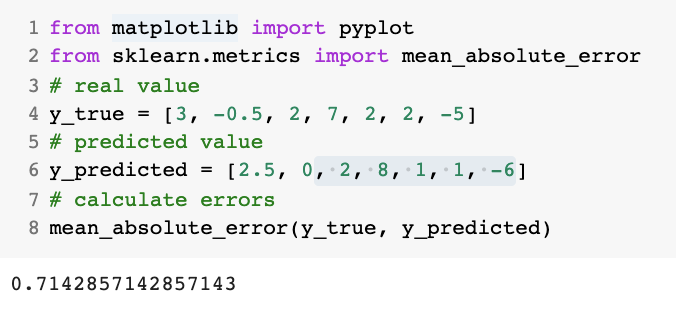 1 from matplotlib import pyplot
2 from sklearn.metrics import mean_absolute_error
3 # real value
4 y_true = [3, -0.5, 2, 7, 2, 2, -5]
5 # predicted value
6 y_predicted = [2.5, 0, 2, 8, 1, 1, -6]
7 # calculate errors
8 mean_absolute_error(y_true, y_predicted)
0.7142857142857143